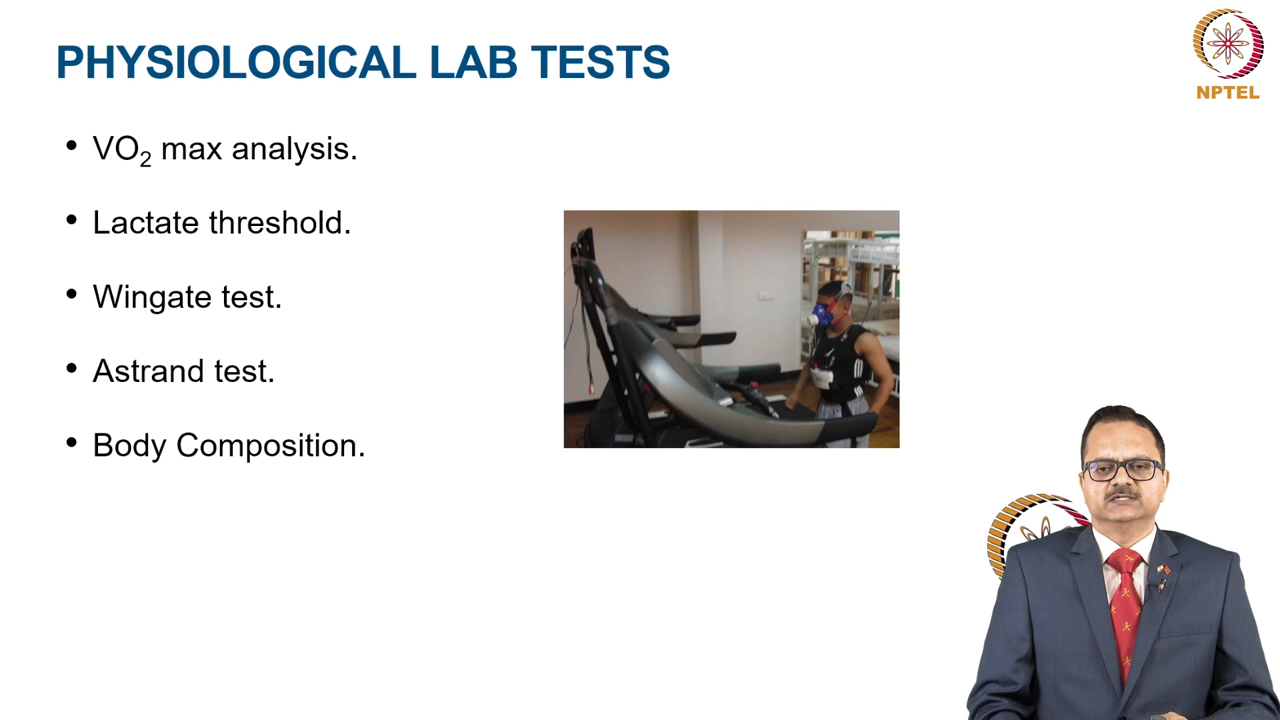 PHYSIOLOGICAL LAB TESTS
NPTEL
• VO₂ max analysis.
• Lactate threshold.
• Wingate test.
• Astrand test.
• Body Composition.